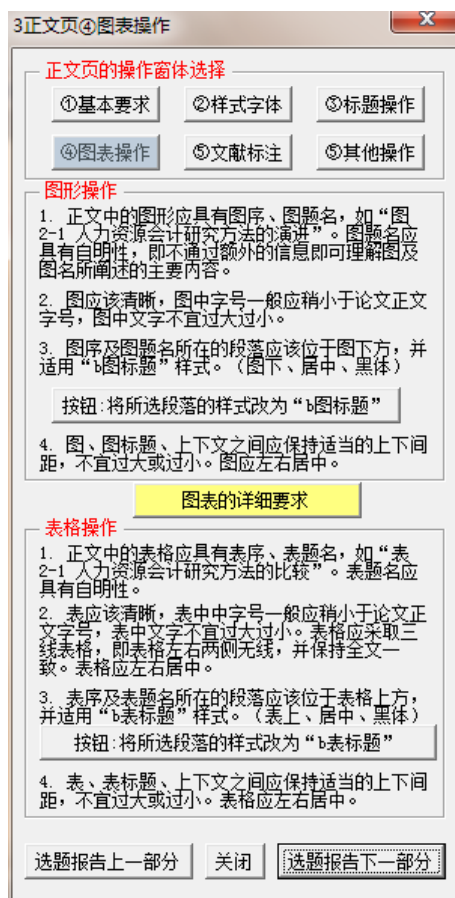 3正文页④图表操作
正文页的操作窗体选择
①基本要求 ②样式字体 ③标题操作
④图表操作 ⑤文献标注 ⑥其他操作
图形操作
1. 正文中的图形应具有图序、图题名，如“图
2-1 人力资源会计研究方法的演进”。图题名应
具有自明性，即不通过额外的信息即可理解图及
图名所阐述的主要内容。
2. 图应该清晰，图中字号一般应稍小于论文正文
字号，图中文字不宜过大过小。
3. 图序及图题名所在的段落应该位于图下方，并
适用“b图标题”样式。（图下、居中、黑体）
按钮:将所选段落的样式改为“b图标题”
4. 图、图标题、上下文之间应保持适当的上下间
距，不宜过大或过小。图应左右居中。
图表的详细要求
表格操作
1. 正文中的表格应具有表序、表题名，如“表
2-1 人力资源会计研究方法的比较”。表题名应
具有自明性。
2. 表应该清晰，表中中字号一般应稍小于论文正
文字号，表中文字不宜过大过小。表格应采取三
线表格，即表格左右两侧无线，并保持全文一
致。表格应左右居中。
3. 表序及表题名所在的段落应该位于表格上方，
并适用“b表标题”样式。（表上、居中、黑体）
按钮:将所选段落的样式改为“b表标题”
4. 表、表标题、上下文之间应保持适当的上下间
距，不宜过大或过小。表格应左右居中。
选题报告上一部分 关闭 选题报告下一部分